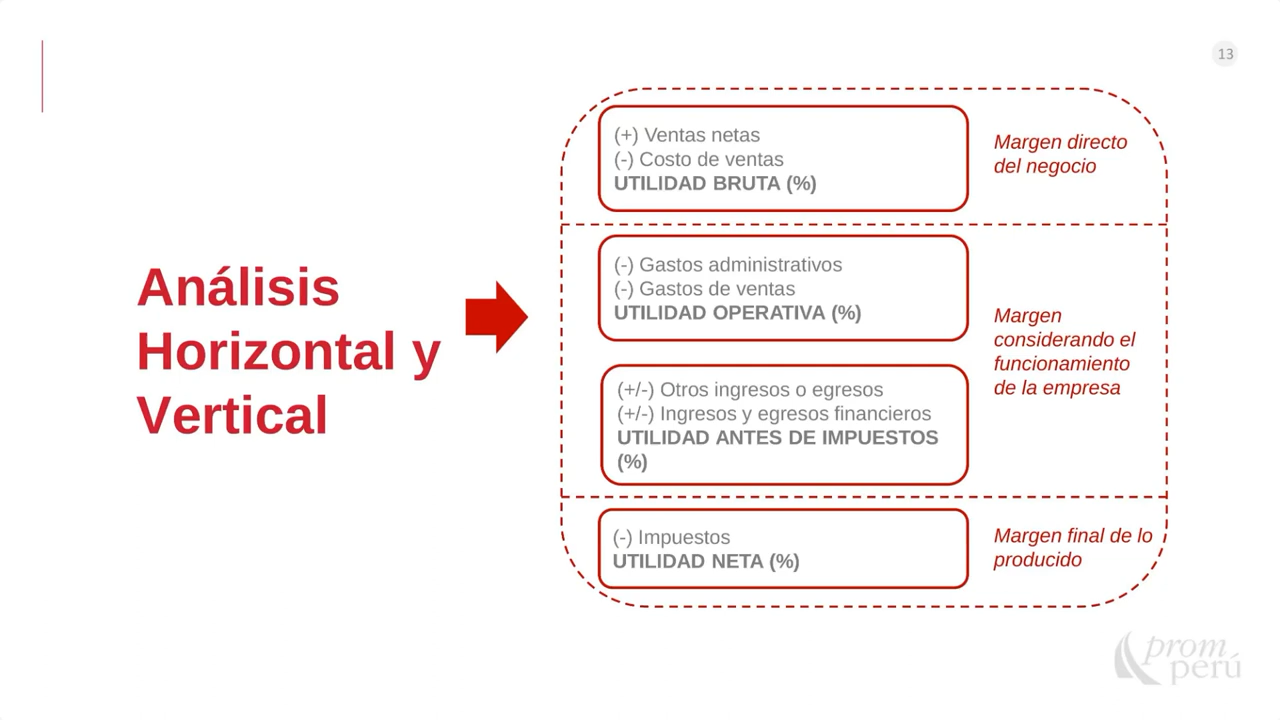 13
Análisis
Horizontal y
Vertical
(+) Ventas netas
(-) Costo de ventas
UTILIDAD BRUTA (%)
Margen directo
del negocio
(-) Gastos administrativos
(-) Gastos de ventas
UTILIDAD OPERATIVA (%)
(+/-) Otros ingresos o egresos
(+/-) Ingresos y egresos financieros
UTILIDAD ANTES DE IMPUESTOS
(%)
Margen
considerando el
funcionamiento
de la empresa
(-) Impuestos
UTILIDAD NETA (%)
Margen final de lo
producido
prom
perú